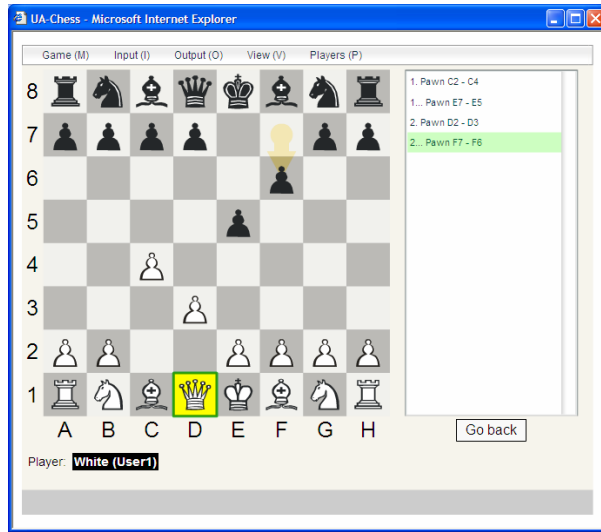 UA-Chess - Microsoft Internet Explorer
Game (M) Input (I) Output (O) View (V) Players (P)
8
7
6
5
4
3
2
1
A B C D E F G H
1. Pawn C2 - C4
1... Pawn E7 - E5
2. Pawn D2 - D3
2... Pawn F7 - F6
Go back
Player: White (User1)